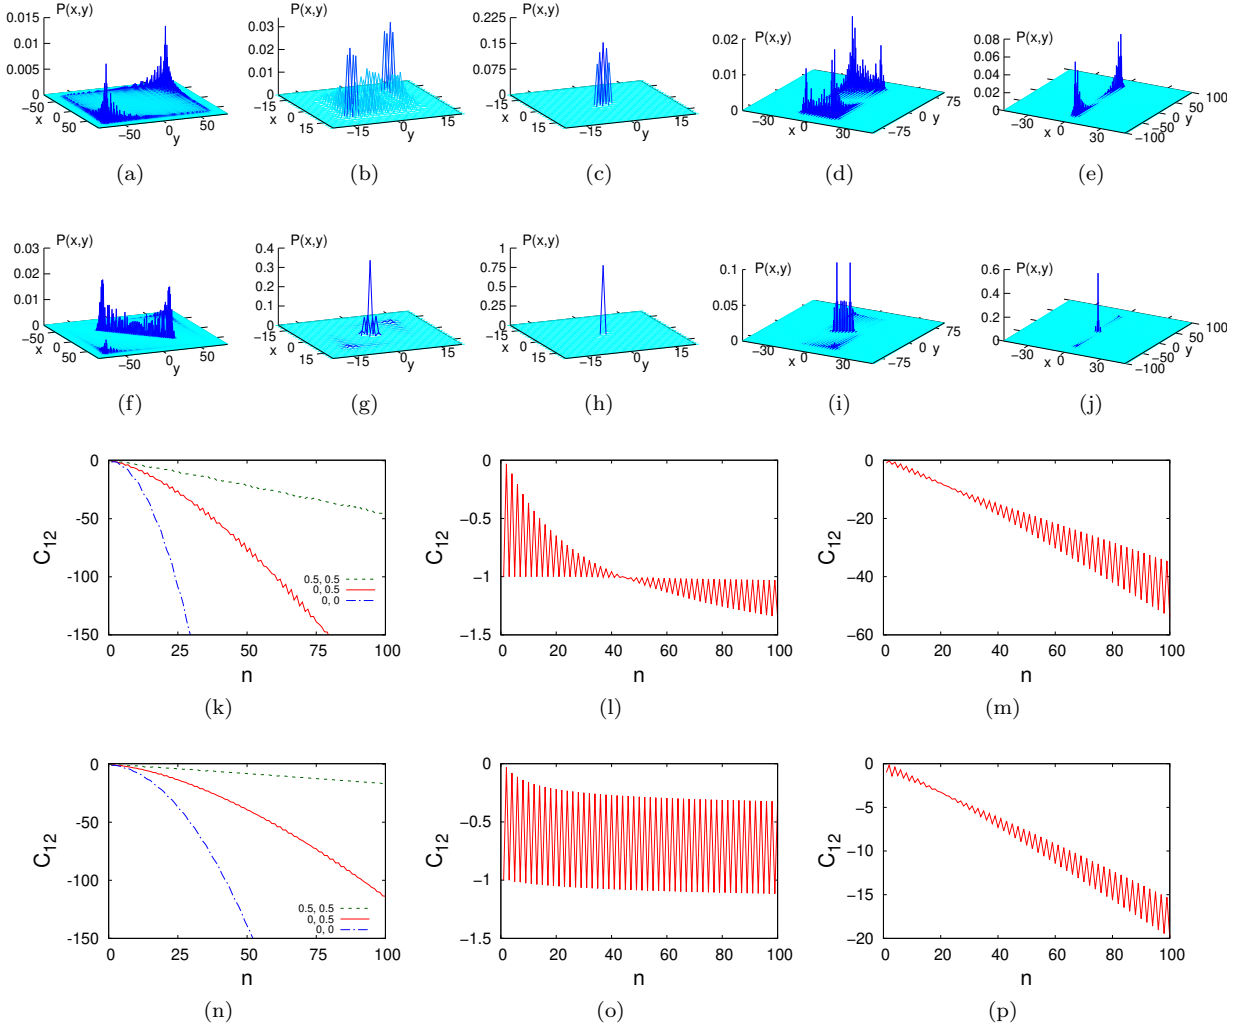 P(x,y) P(x,y) P(x,y) P(x,y) P(x,y)
0.015 0.03 0.225 0.02 0.08
0.010 0.02 0.15 0.01 0.06
0.005 0.01 0.075 0 0.04
0 0 0 0.02
0
−50 0 50 x −50 0 50 y
−15 0 15 x −15 0 15 y
−15 0 15 x −15 0 15 y
−30 0 30 x −75 0 75 y
−30 0 30 x −100 −50 0 50 100 y
(a) (b) (c) (d) (e)
P(x,y) P(x,y) P(x,y) P(x,y) P(x,y)
0.03 0.4 1 0.1 0.6
0.02 0.3 0.75 0.05 0.4
0.01 0.2 0.5 0 0.2
0 0.1 0.25 0
0 0
−50 0 50 x −50 0 50 y
−15 0 15 x −15 0 15 y
−15 0 15 x −15 0 15 y
−30 0 30 x −75 0 75 y
−30 0 30 x −100 −50 0 50 100 y
(f) (g) (h) (i) (j)
C12
0
-50
-100
-150
0.5, 0.5
0, 0.5
0, 0
0 25 50 75 100
n
(k)
C12
0
−0.5
−1
−1.5
0 20 40 60 80 100
n
(l)
C12
0
−20
−40
−60
0 20 40 60 80 100
n
(m)
C12
0
-50
-100
-150
0.5, 0.5
0, 0.5
0, 0
0 25 50 75 100
n
(n)
C12
0
−0.5
−1
−1.5
0 20 40 60 80 100
n
(o)
C12
0
−5
−10
−15
−20
0 20 40 60 80 100
n
(p)